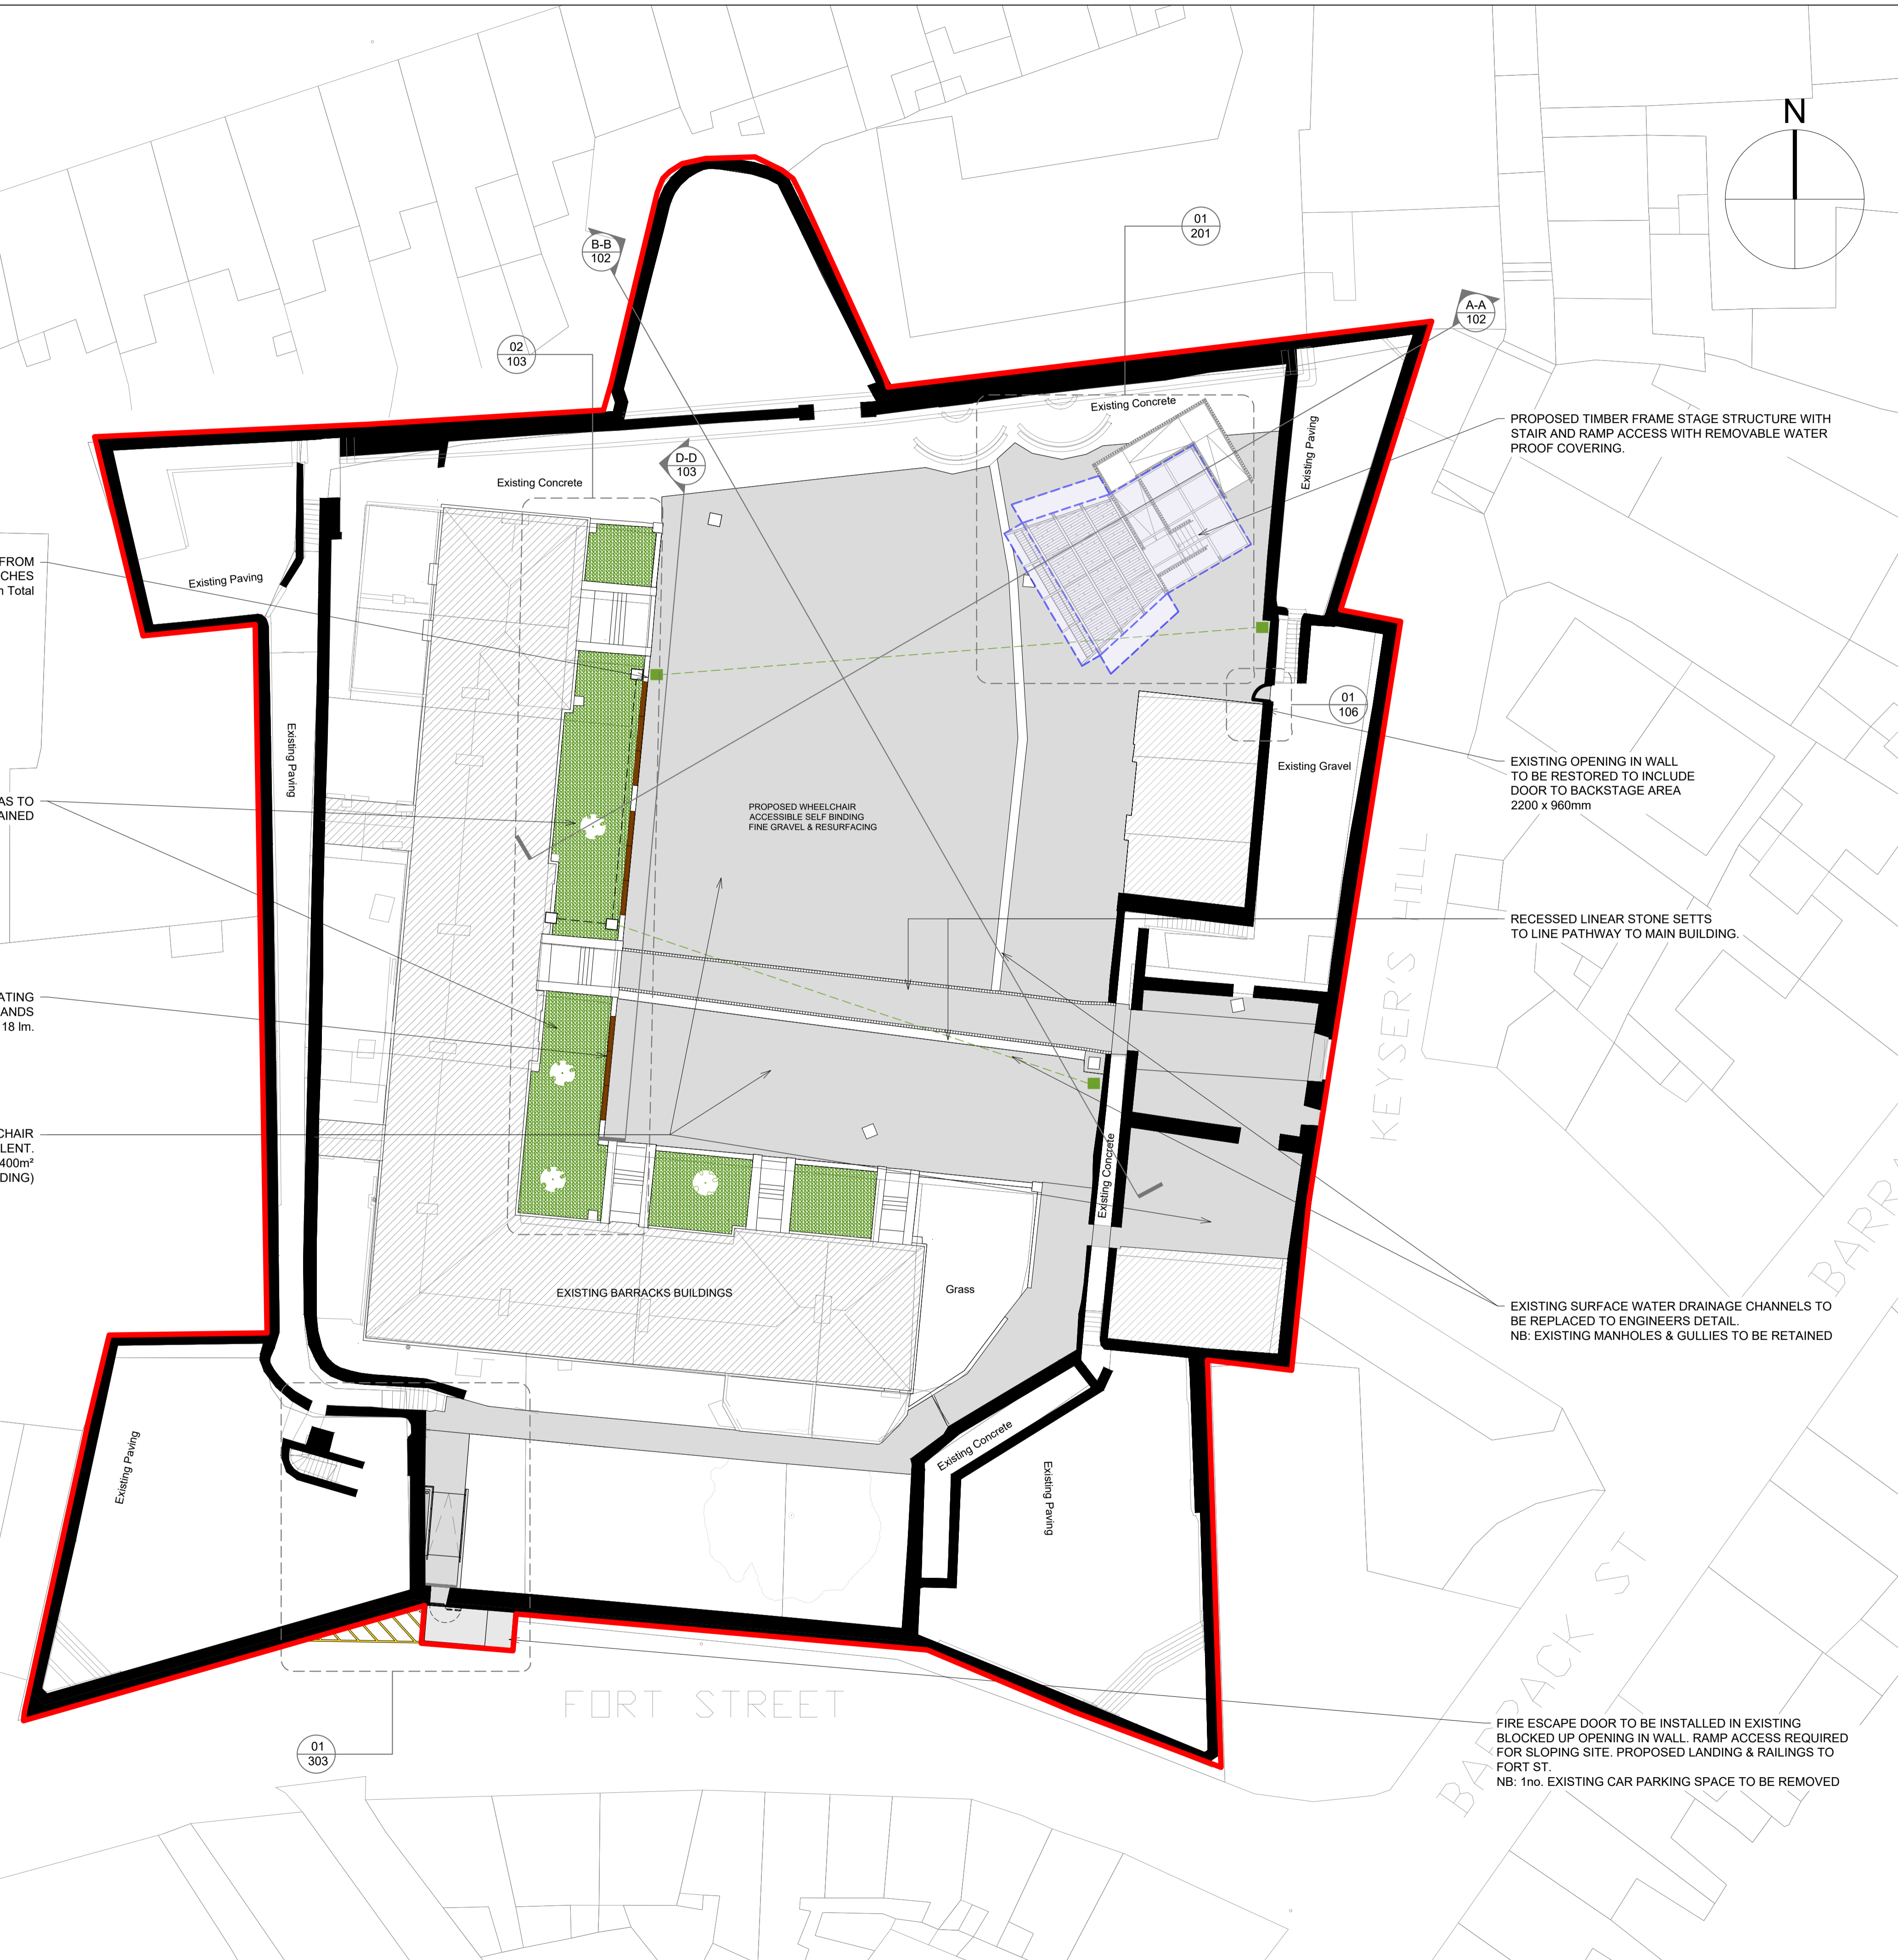 N
01
201
B-B
102
A-A
102
02
103
D-D
103
Existing Concrete
Existing Concrete
Existing Paving
Existing Paving
Existing Paving
PROPOSED TIMBER FRAME STAGE STRUCTURE WITH
STAIR AND RAMP ACCESS WITH REMOVABLE WATER
PROOF COVERING.
FROM
CHES
Total
01
106
Existing Gravel
EXISTING OPENING IN WALL
TO BE RESTORED TO INCLUDE
DOOR TO BACKSTAGE AREA
2200 x 960mm
AS TO
AINED
PROPOSED WHEELCHAIR
ACCESSIBLE SELF BINDING
FINE GRAVEL & RESURFACING
RECESSED LINEAR STONE SETTS
TO LINE PATHWAY TO MAIN BUILDING.
KEYSER'S HILL
ATING
ANDS
18 lm.
CHAIR
LENT.
400m²
DING)
Existing Concrete
EXISTING BARRACKS BUILDINGS
Grass
EXISTING SURFACE WATER DRAINAGE CHANNELS TO
BE REPLACED TO ENGINEERS DETAIL.
NB: EXISTING MANHOLES & GULLIES TO BE RETAINED
BARR
Existing Paving
Existing Concrete
Existing Paving
FORT STREET
BARRACK ST
01
303
FIRE ESCAPE DOOR TO BE INSTALLED IN EXISTING
BLOCKED UP OPENING IN WALL. RAMP ACCESS REQUIRED
FOR SLOPING SITE. PROPOSED LANDING & RAILINGS TO
FORT ST.
NB: 1no. EXISTING CAR PARKING SPACE TO BE REMOVED